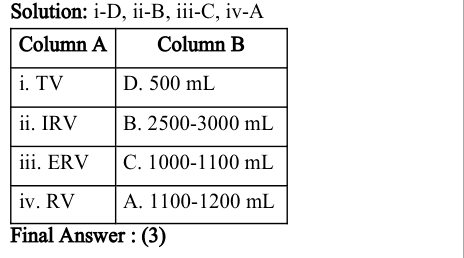 Solution: i-D, ii-B, iii-C, iv-A
Column A Column B
i. TV D. 500 mL
ii. IRV B. 2500-3000 mL
iii. ERV C. 1000-1100 mL
iv. RV A. 1100-1200 mL
Final Answer : (3)